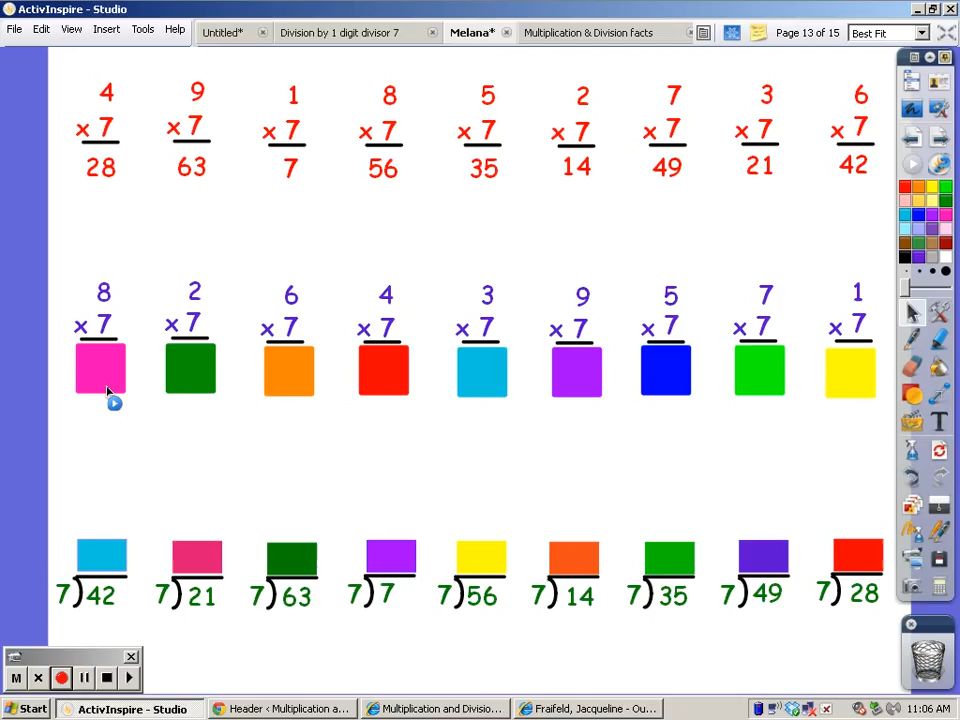 ActivInspire - Studio
File Edit View Insert Tools Help
Untitled* Division by 1 digit divisor 7 Melana* Multiplication & Division facts
Page 13 of 15 Best Fit
4 9 1 8 5 2 7 3 6
x 7 x 7 x 7 x 7 x 7 x 7 x 7 x 7 x 7
28 63 7 56 35 14 49 21 42
8 2 6 4 3 9 5 7 1
x 7 x 7 x 7 x 7 x 7 x 7 x 7 x 7 x 7
7)42 7)21 7)63 7)7 7)56 7)14 7)35 7)49 7)28
M
Start ActivInspire - Studio Header < Multiplication a... Multiplication and Divisio... Fraifeld, Jacqueline - Ou... 11:06 AM